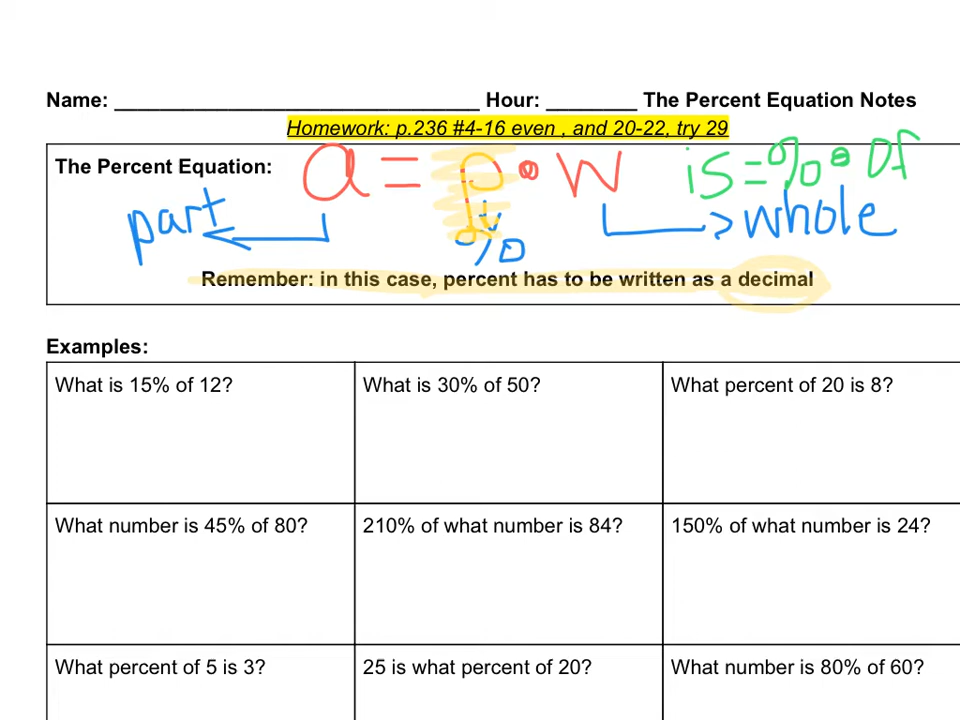 Name: ________________________________ Hour: ________ The Percent Equation Notes
Homework: p.236 #4-16 even , and 20-22, try 29
The Percent Equation: a = p • w is = % • of
part % whole
Remember: in this case, percent has to be written as a decimal
Examples:
What is 15% of 12? What is 30% of 50? What percent of 20 is 8?
What number is 45% of 80? 210% of what number is 84? 150% of what number is 24?
What percent of 5 is 3? 25 is what percent of 20? What number is 80% of 60?